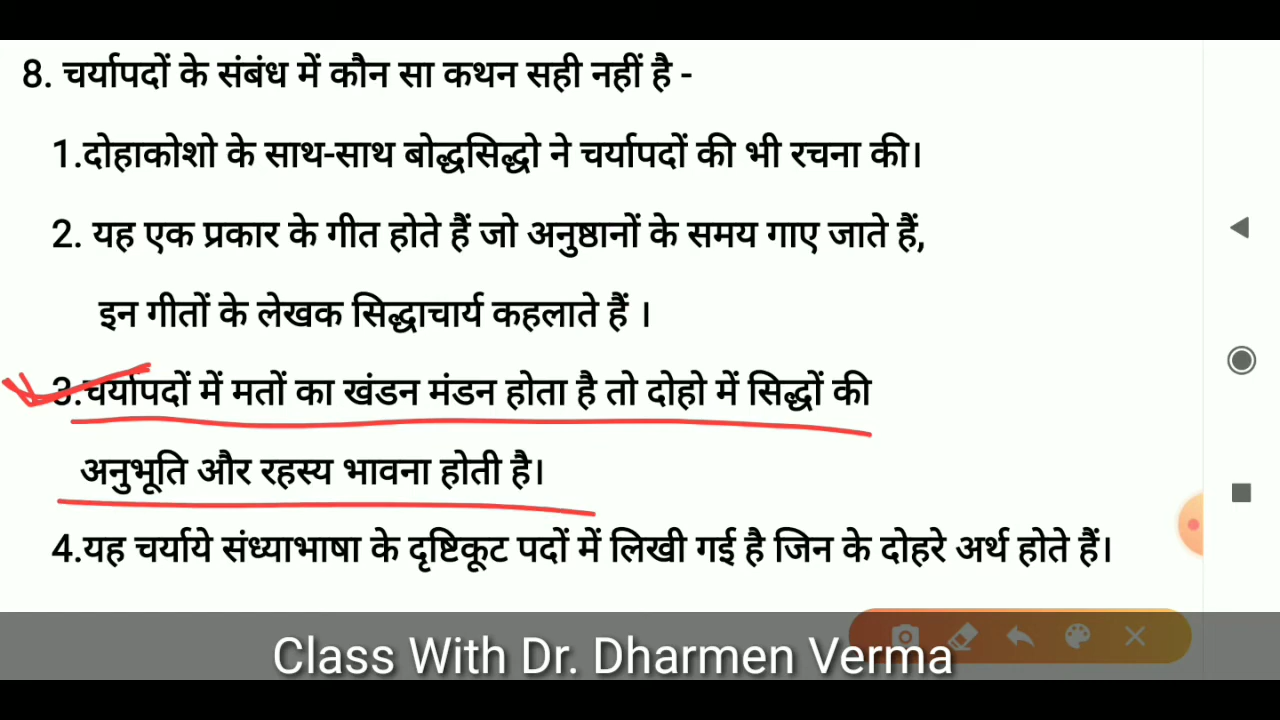 8. चर्यापदों के संबंध में कौन सा कथन सही नहीं है -
1.दोहाकोशो के साथ-साथ बोद्धसिद्धो ने चर्यापदों की भी रचना की।
2. यह एक प्रकार के गीत होते हैं जो अनुष्ठानों के समय गाए जाते हैं,
इन गीतों के लेखक सिद्धाचार्य कहलाते हैं ।
3.चर्यापदों में मतों का खंडन मंडन होता है तो दोहो में सिद्धों की
अनुभूति और रहस्य भावना होती है।
4.यह चर्याये संध्याभाषा के दृष्टिकूट पदों में लिखी गई है जिन के दोहरे अर्थ होते हैं।
Class With Dr. Dharmen Verma